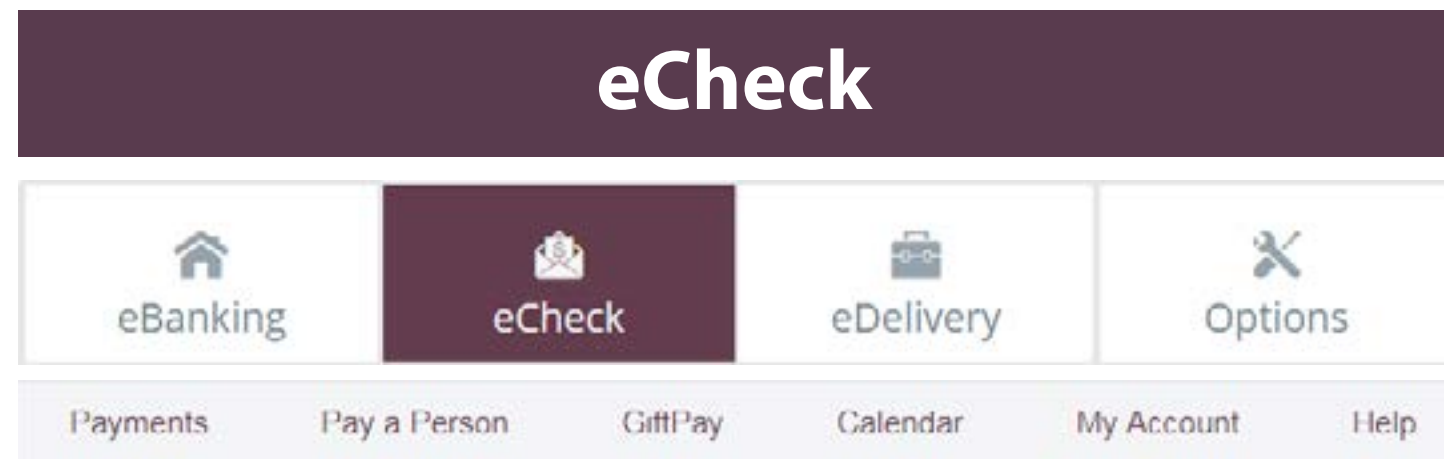 eCheck
eBanking eCheck eDelivery Options
Payments Pay a Person GiftPay Calendar My Account Help